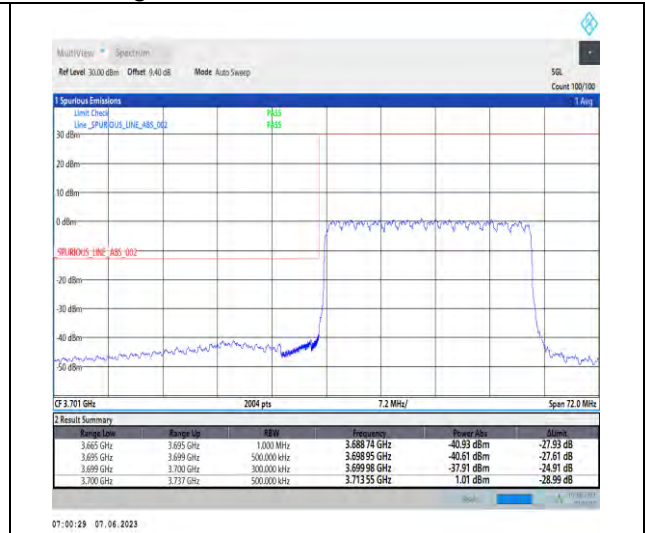 MultiView Spectrum
Ref Level 30.00 dBm Offset 9.40 dB Mode Auto Sweep SGL
Count 100/100
1 Spurious Emissions 1 Avg
Limit Check PASS
Line _SPURIOUS_LINE_ABS_002 PASS
30 dBm
20 dBm
10 dBm
0 dBm
_SPURIOUS_LINE_ABS_002
-20 dBm
-30 dBm
-40 dBm
-50 dBm
CF 3.701 GHz 2004 pts 7.2 MHz/ Span 72.0 MHz
2 Result Summary
Range Low Range Up RBW Frequency Power Abs ΔLimit
3.665 GHz 3.695 GHz 1.000 MHz 3.688 74 GHz -40.93 dBm -27.93 dB
3.695 GHz 3.699 GHz 500.000 kHz 3.698 95 GHz -40.61 dBm -27.61 dB
3.699 GHz 3.700 GHz 300.000 kHz 3.699 98 GHz -37.91 dBm -24.91 dB
3.700 GHz 3.737 GHz 500.000 kHz 3.713 55 GHz 1.01 dBm -28.99 dB
07:00:29 07.06.2023